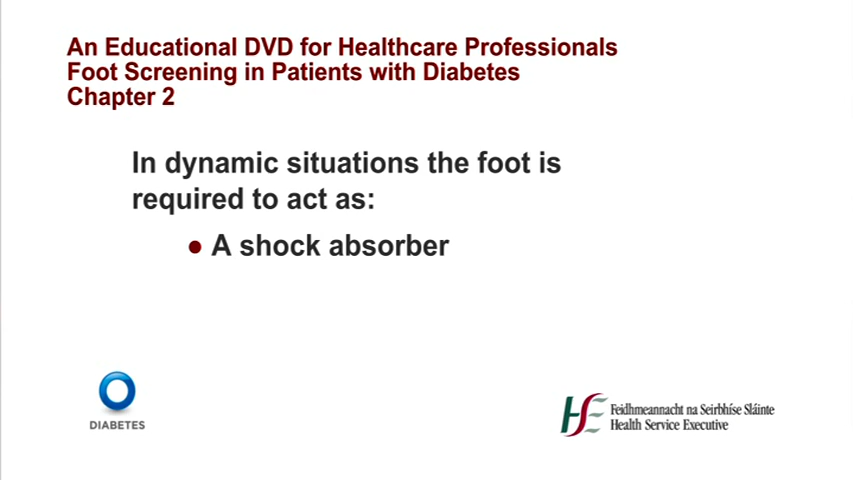 An Educational DVD for Healthcare Professionals
Foot Screening in Patients with Diabetes
Chapter 2
In dynamic situations the foot is
required to act as:
● A shock absorber
DIABETES
HSE
Feidhmeannacht na Seirbhíse Sláinte
Health Service Executive